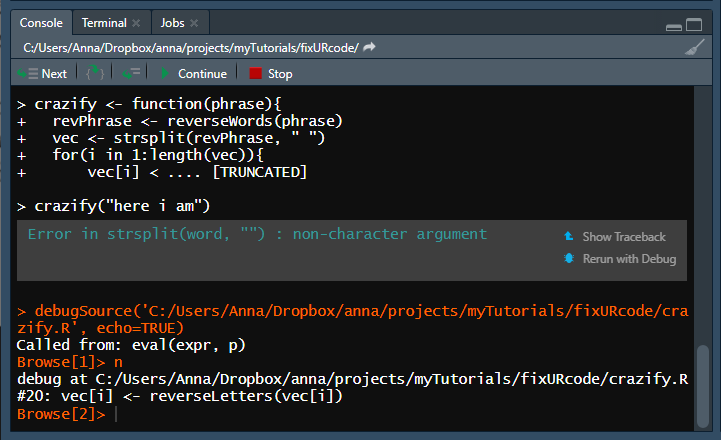 Console Terminal Jobs
C:/Users/Anna/Dropbox/anna/projects/myTutorials/fixURcode/
Next Continue Stop
> crazify <- function(phrase){
+   revPhrase <- reverseWords(phrase)
+   vec <- strsplit(revPhrase, " ")
+   for(i in 1:length(vec)){
+       vec[i] < .... [TRUNCATED]
> crazify("here i am")
Error in strsplit(word, "") : non-character argument
Show Traceback
Rerun with Debug
> debugSource('C:/Users/Anna/Dropbox/anna/projects/myTutorials/fixURcode/cra
zify.R', echo=TRUE)
Called from: eval(expr, p)
Browse[1]> n
debug at C:/Users/Anna/Dropbox/anna/projects/myTutorials/fixURcode/crazify.R
#20: vec[i] <- reverseLetters(vec[i])
Browse[2]>